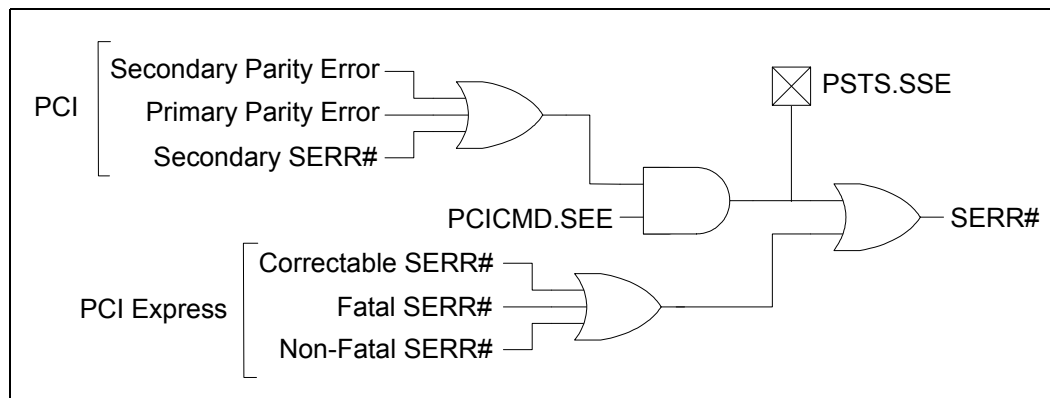 PCI
Secondary Parity Error
Primary Parity Error
Secondary SERR#
PSTS.SSE
PCICMD.SEE
SERR#
PCI Express
Correctable SERR#
Fatal SERR#
Non-Fatal SERR#